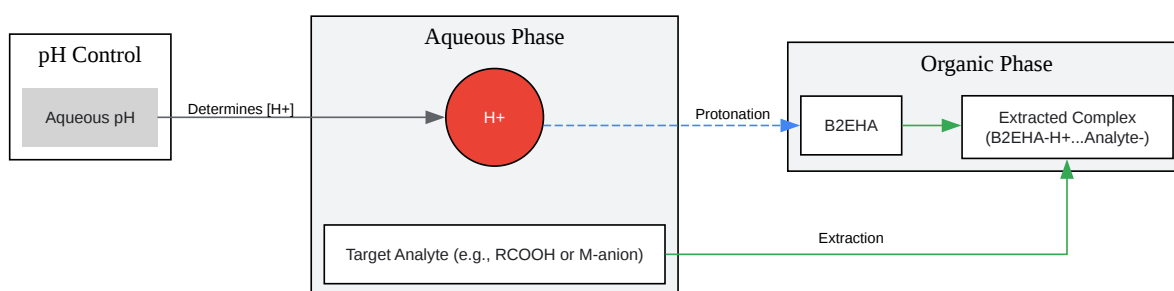 pH Control
Aqueous pH
Determines [H+]
Aqueous Phase
H+
Target Analyte (e.g., RCOOH or M-anion)
Protonation
Extraction
Organic Phase
B2EHA
Extracted Complex
(B2EHA-H+...Analyte-)